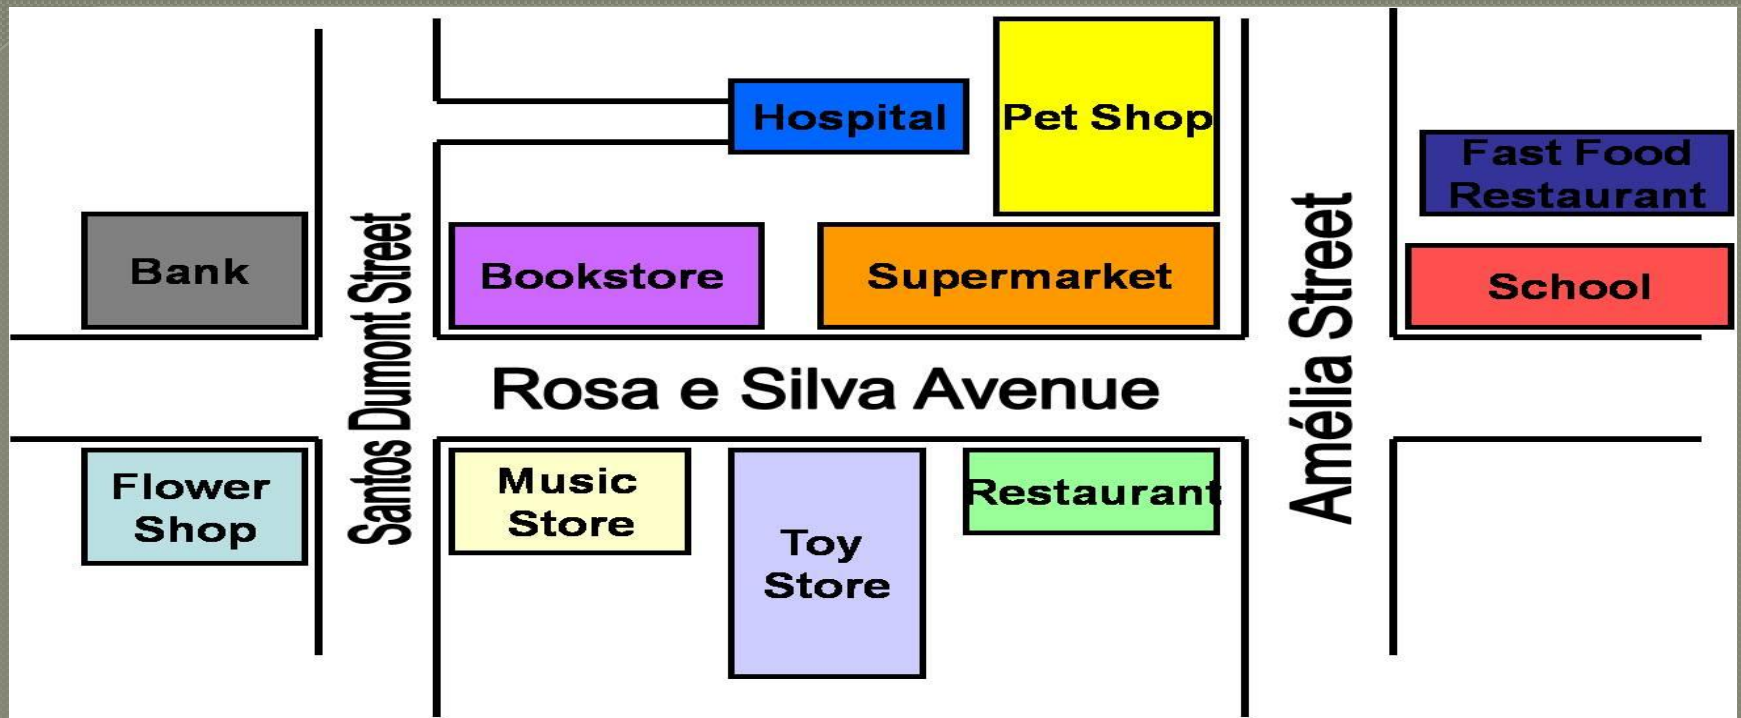 Hospital
Pet Shop
Fast Food
Restaurant
Bank
Santos Dumont Street
Bookstore
Supermarket
Amélia Street
School
Rosa e Silva Avenue
Flower
Shop
Music
Store
Toy
Store
Restaurant